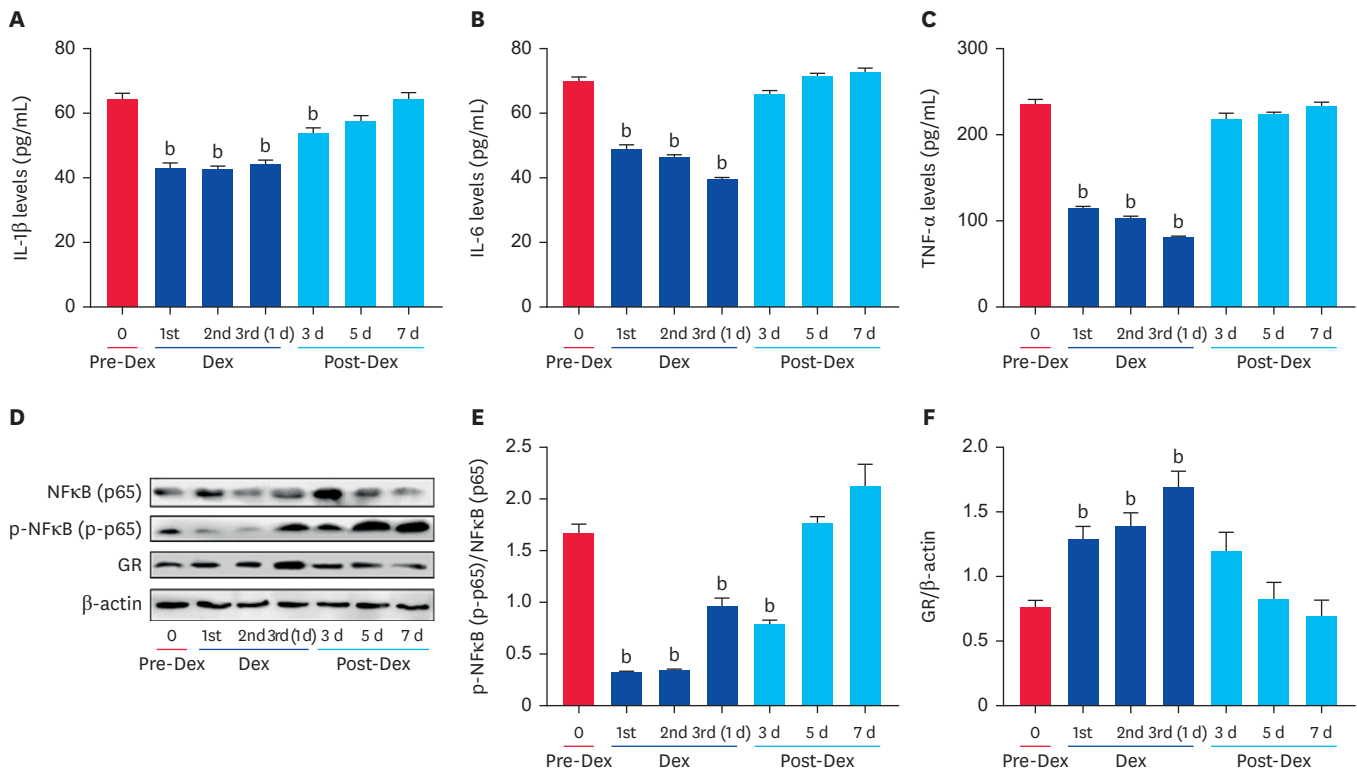 A
IL-1β levels (pg/mL)
80
60
40
20
0
b
b
b
b
0
1st
2nd
3rd (1 d)
3 d
5 d
7 d
Pre-Dex
Dex
Post-Dex
B
IL-6 levels (pg/mL)
80
60
40
20
0
b
b
b
0
1st
2nd
3rd (1 d)
3 d
5 d
7 d
Pre-Dex
Dex
Post-Dex
C
TNF-α levels (pg/mL)
300
200
100
0
b
b
b
0
1st
2nd
3rd (1 d)
3 d
5 d
7 d
Pre-Dex
Dex
Post-Dex
D
NFκB (p65)
p-NFκB (p-p65)
GR
β-actin
0
1st
2nd
3rd (1 d)
3 d
5 d
7 d
Pre-Dex
Dex
Post-Dex
E
p-NFκB (p-p65)/NFκB (p65)
2.5
2.0
1.5
1.0
0.5
0
b
b
b
b
0
1st
2nd
3rd (1 d)
3 d
5 d
7 d
Pre-Dex
Dex
Post-Dex
F
GR/β-actin
2.0
1.5
1.0
0.5
0
b
b
b
0
1st
2nd
3rd (1 d)
3 d
5 d
7 d
Pre-Dex
Dex
Post-Dex